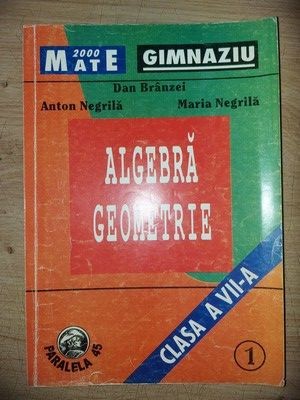 2000
MATE
GIMNAZIU
Dan Brânzei
Anton Negrilă
Maria Negrilă
ALGEBRĂ
GEOMETRIE
CLASA A VII-A
PARALELA 45
1